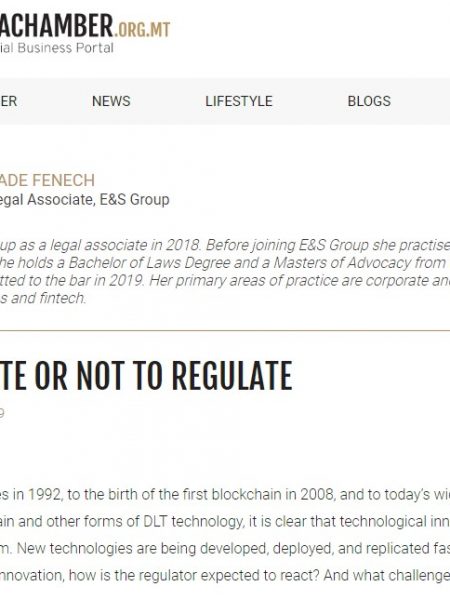 ACHAMBER.ORG.MT
ial Business Portal
ER NEWS LIFESTYLE BLOGS
ADE FENECH
egal Associate, E&S Group
up as a legal associate in 2018. Before joining E&S Group she practise
he holds a Bachelor of Laws Degree and a Masters of Advocacy from
tted to the bar in 2019. Her primary areas of practice are corporate an
s and fintech.
TE OR NOT TO REGULATE
9
es in 1992, to the birth of the first blockchain in 2008, and to today's wi
ain and other forms of DLT technology, it is clear that technological inn
m. New technologies are being developed, deployed, and replicated fas
innovation, how is the regulator expected to react? And what challenge